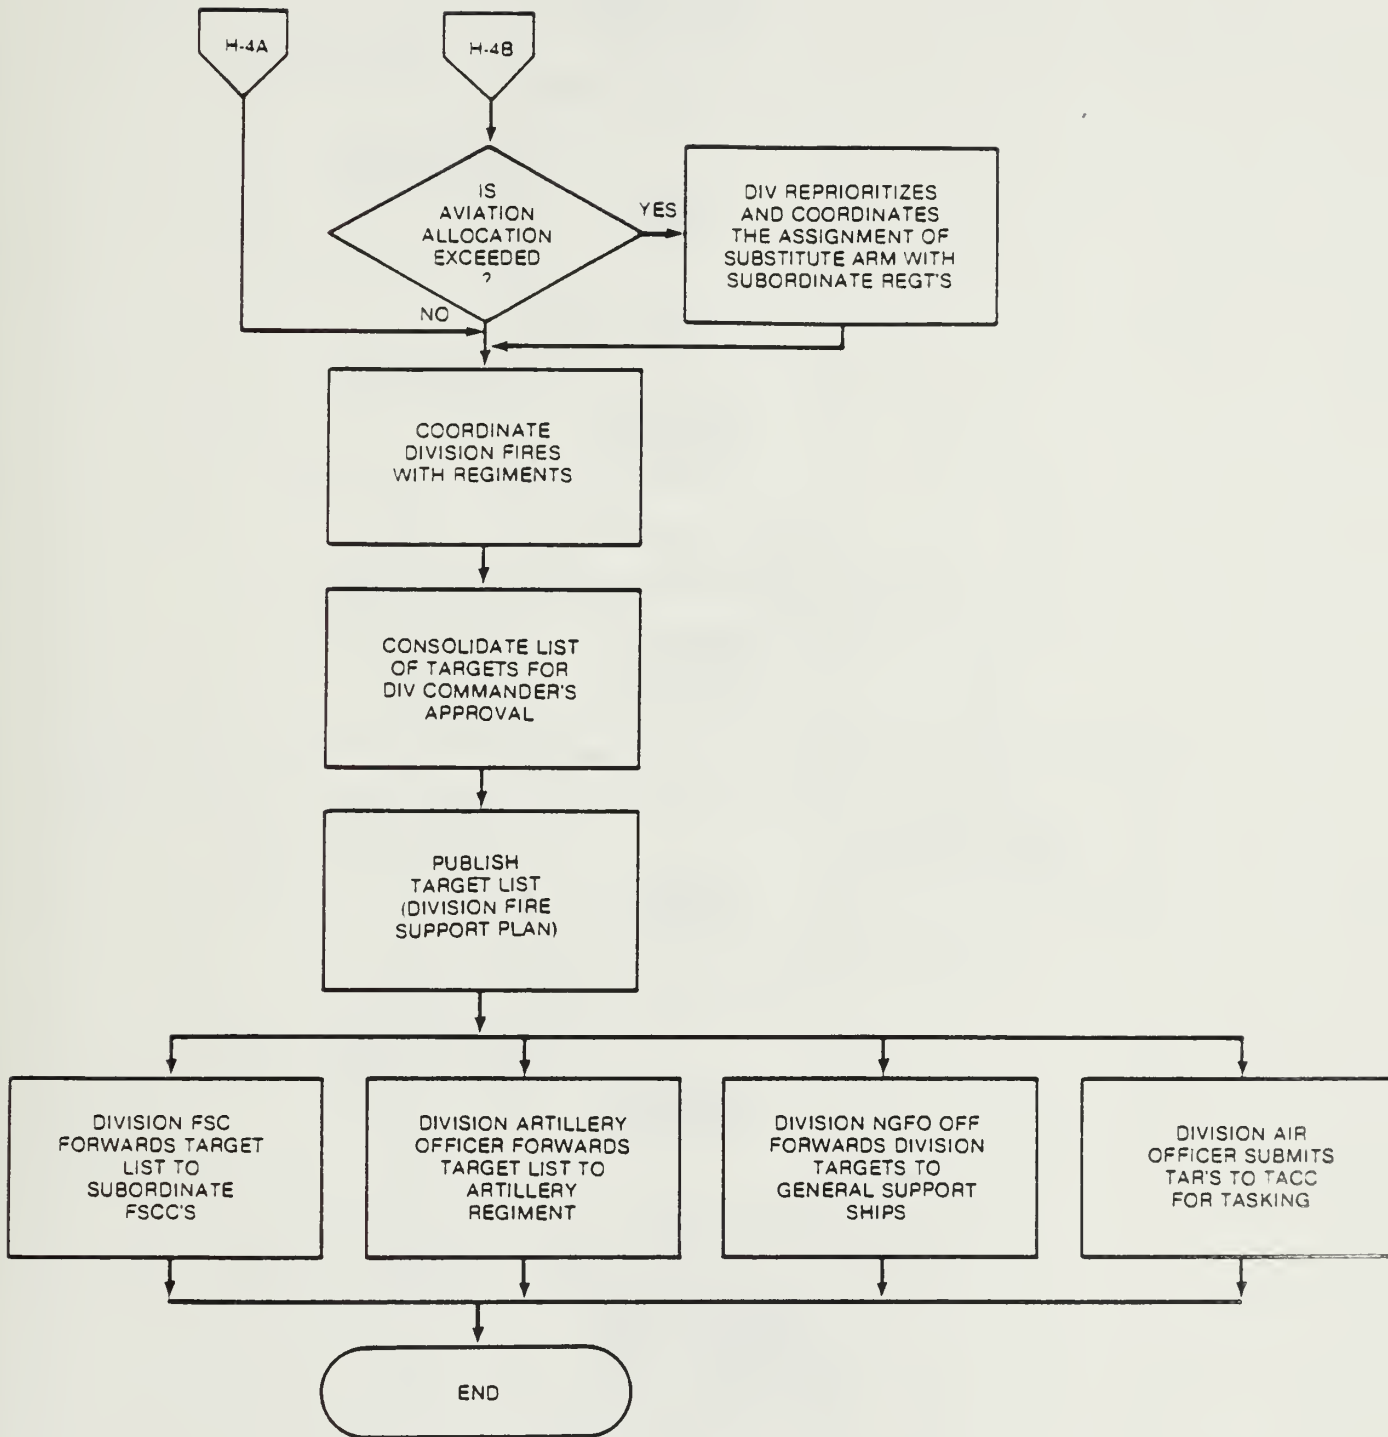 H-4A
H-4B
IS
AVIATION
ALLOCATION
EXCEEDED
?
YES
NO
DIV REPRIORITIZES
AND COORDINATES
THE ASSIGNMENT OF
SUBSTITUTE ARM WITH
SUBORDINATE REGT'S
COORDINATE
DIVISION FIRES
WITH REGIMENTS
CONSOLIDATE LIST
OF TARGETS FOR
DIV COMMANDER'S
APPROVAL
PUBLISH
TARGET LIST
(DIVISION FIRE
SUPPORT PLAN)
DIVISION FSC
FORWARDS TARGET
LIST TO
SUBORDINATE
FSCC'S
DIVISION ARTILLERY
OFFICER FORWARDS
TARGET LIST TO
ARTILLERY
REGIMENT
DIVISION NGFO OFF
FORWARDS DIVISION
TARGETS TO
GENERAL SUPPORT
SHIPS
DIVISION AIR
OFFICER SUBMITS
TAR'S TO TACC
FOR TASKING
END